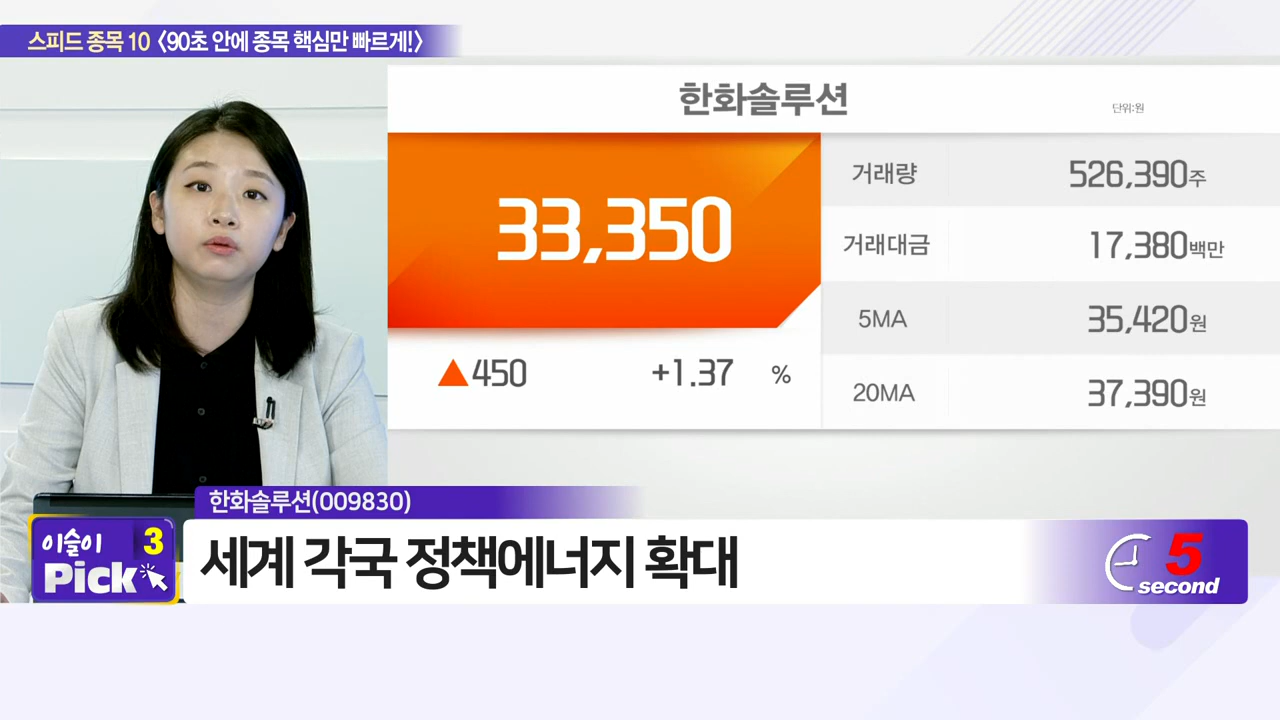 스피드 종목 10 〈90초 안에 종목 핵심만 빠르게!〉
한화솔루션
단위:원
33,350
▲450 +1.37 %
거래량 526,390주
거래대금 17,380백만
5MA 35,420원
20MA 37,390원
한화솔루션(009830)
이슬이 3
Pick
세계 각국 정책에너지 확대
5
second